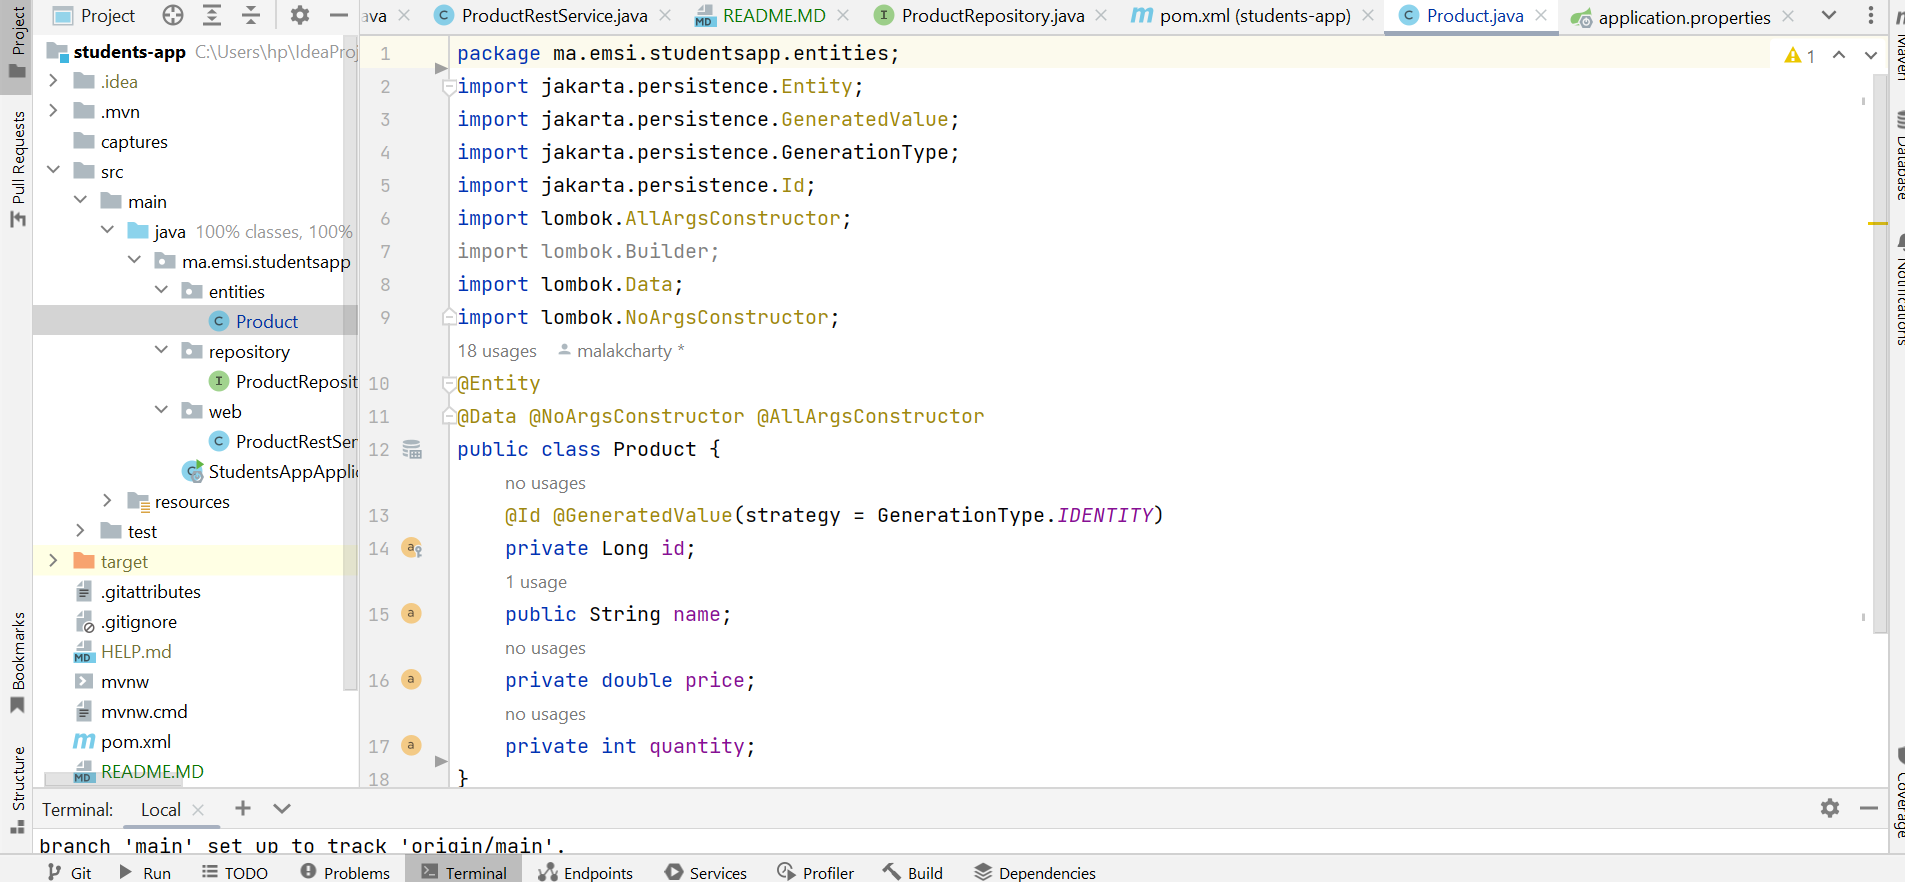 Project
ava
ProductRestService.java
README.MD
ProductRepository.java
pom.xml (students-app)
Product.java
application.properties
Project
Pull Requests
Bookmarks
Structure
students-app C:\Users\hp\IdeaProj
.idea
.mvn
captures
src
main
java 100% classes, 100%
ma.emsi.studentsapp
entities
Product
repository
ProductReposit
web
ProductRestSer
StudentsAppApplic
resources
test
target
.gitattributes
.gitignore
HELP.md
mvnw
mvnw.cmd
pom.xml
README.MD
1 package ma.emsi.studentsapp.entities;
2 import jakarta.persistence.Entity;
3 import jakarta.persistence.GeneratedValue;
4 import jakarta.persistence.GenerationType;
5 import jakarta.persistence.Id;
6 import lombok.AllArgsConstructor;
7 import lombok.Builder;
8 import lombok.Data;
9 import lombok.NoArgsConstructor;
18 usages malakcharty *
10 @Entity
11 @Data @NoArgsConstructor @AllArgsConstructor
12 public class Product {
no usages
13 @Id @GeneratedValue(strategy = GenerationType.IDENTITY)
14 private Long id;
1 usage
15 public String name;
no usages
16 private double price;
no usages
17 private int quantity;
18 }
1
Maven
Database
Notifications
Coverage
Terminal: Local
branch 'main' set up to track 'origin/main'.
Git Run TODO Problems Terminal Endpoints Services Profiler Build Dependencies